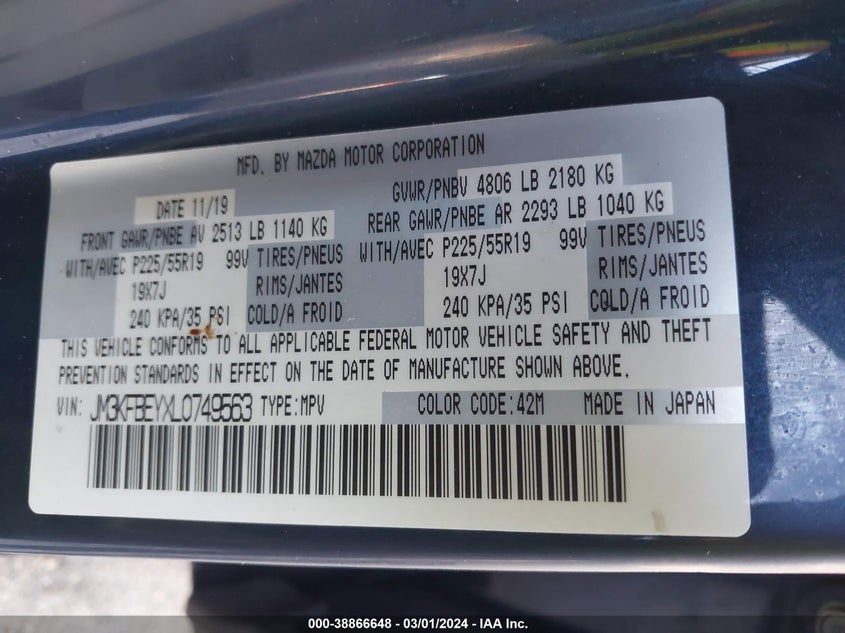 MFD. BY MAZDA MOTOR CORPORATION
DATE 11/19 GVWR/PNBV 4806 LB 2180 KG
FRONT GAWR/PNBE AV 2513 LB 1140 KG REAR GAWR/PNBE AR 2293 LB 1040 KG
WITH/AVEC P225/55R19 99V TIRES/PNEUS WITH/AVEC P225/55R19 99V TIRES/PNEUS
19X7J RIMS/JANTES 19X7J RIMS/JANTES
240 KPA/35 PSI COLD/A FROID 240 KPA/35 PSI COLD/A FROID
THIS VEHICLE CONFORMS TO ALL APPLICABLE FEDERAL MOTOR VEHICLE SAFETY AND THEFT
PREVENTION STANDARDS IN EFFECT ON THE DATE OF MANUFACTURE SHOWN ABOVE.
VIN: JM3KFBEYXL0749563 TYPE:MPV COLOR CODE:42M MADE IN JAPAN
000-38866648 - 03/01/2024 - IAA Inc.